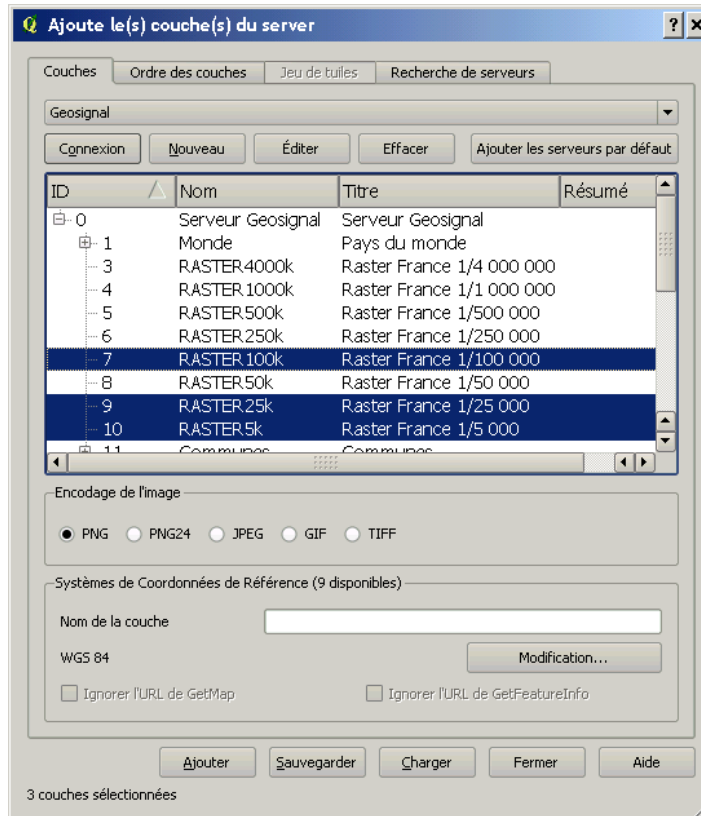 Ajoute le(s) couche(s) du server
Couches Ordre des couches Jeu de tuiles Recherche de serveurs
Geosignal
Connexion Nouveau Éditer Effacer Ajouter les serveurs par défaut
ID Nom Titre Résumé
0 Serveur Geosignal Serveur Geosignal
1 Monde Pays du monde
3 RASTER4000k Raster France 1/4 000 000
4 RASTER1000k Raster France 1/1 000 000
5 RASTER500k Raster France 1/500 000
6 RASTER250k Raster France 1/250 000
7 RASTER100k Raster France 1/100 000
8 RASTER50k Raster France 1/50 000
9 RASTER25k Raster France 1/25 000
10 RASTER5k Raster France 1/5 000
11 Communes Communes
Encodage de l'image
PNG PNG24 JPEG GIF TIFF
Systèmes de Coordonnées de Référence (9 disponibles)
Nom de la couche
WGS 84 Modification...
Ignorer l'URL de GetMap Ignorer l'URL de GetFeatureInfo
Ajouter Sauvegarder Charger Fermer Aide
3 couches sélectionnées